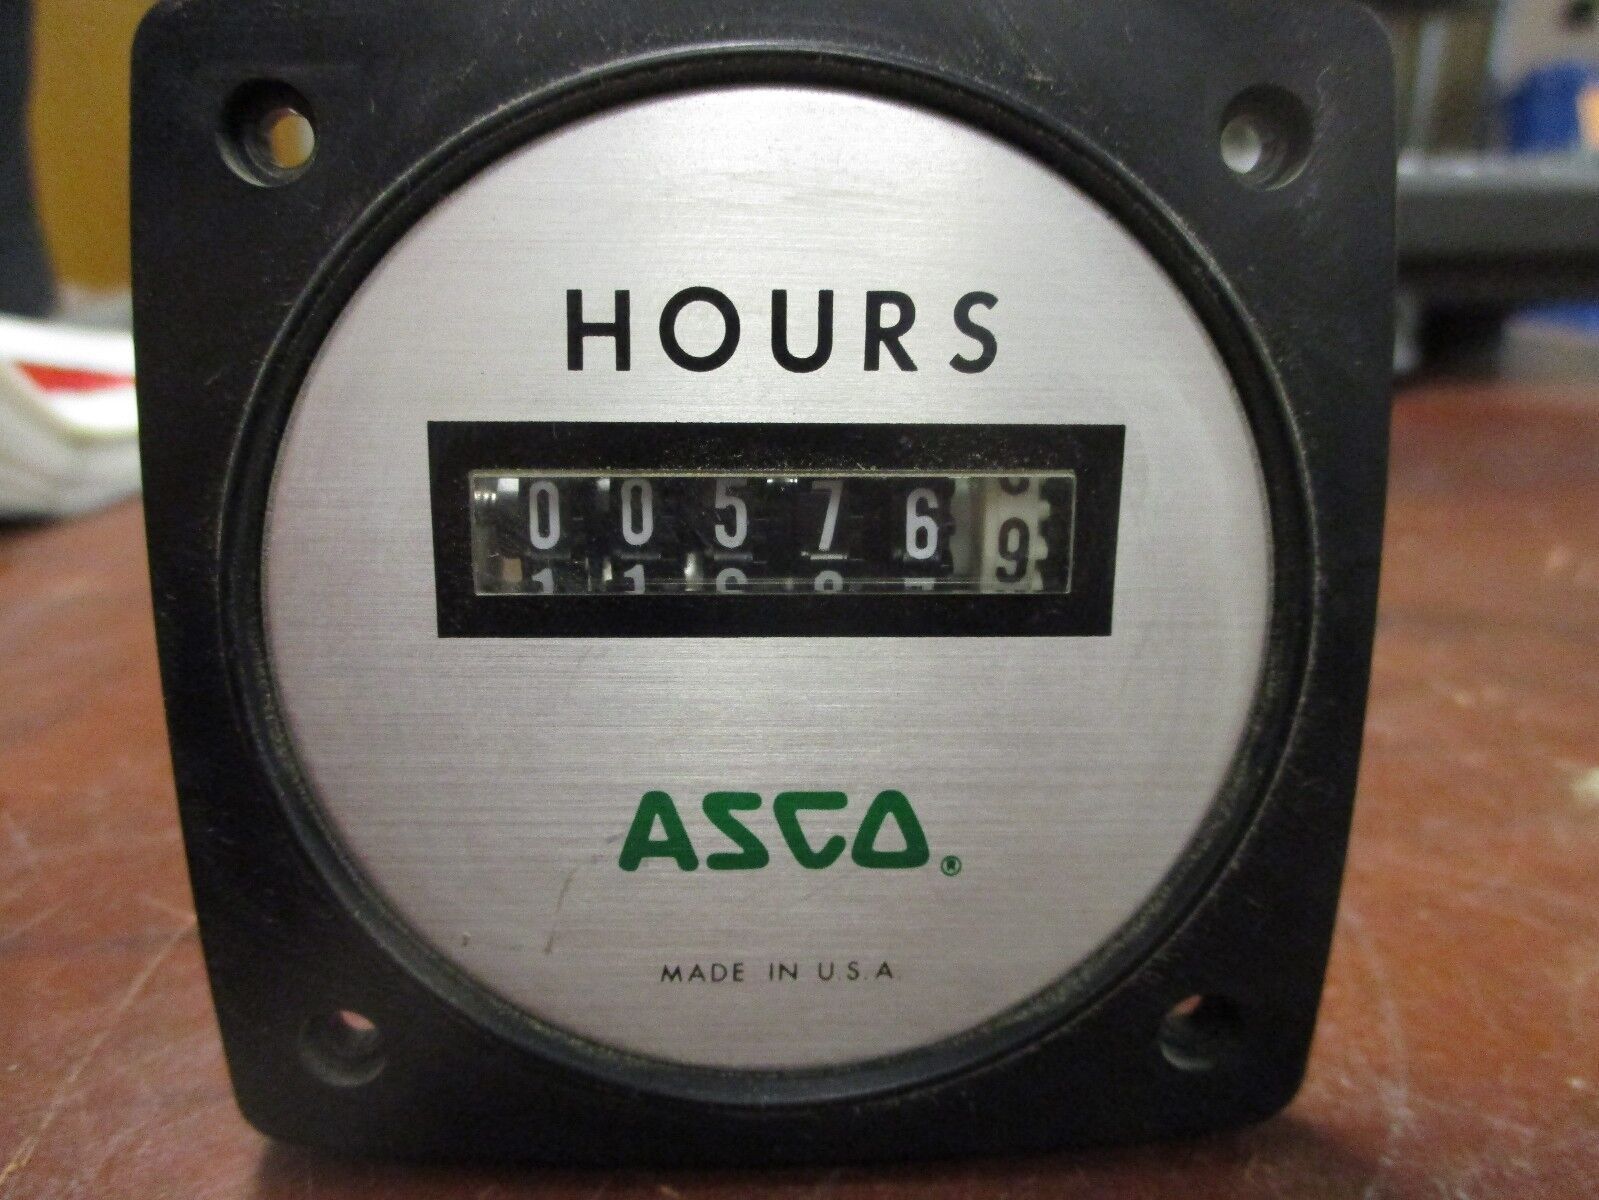 HOURS
0 0 5 7 6 9
ASCO®
MADE IN U.S.A.